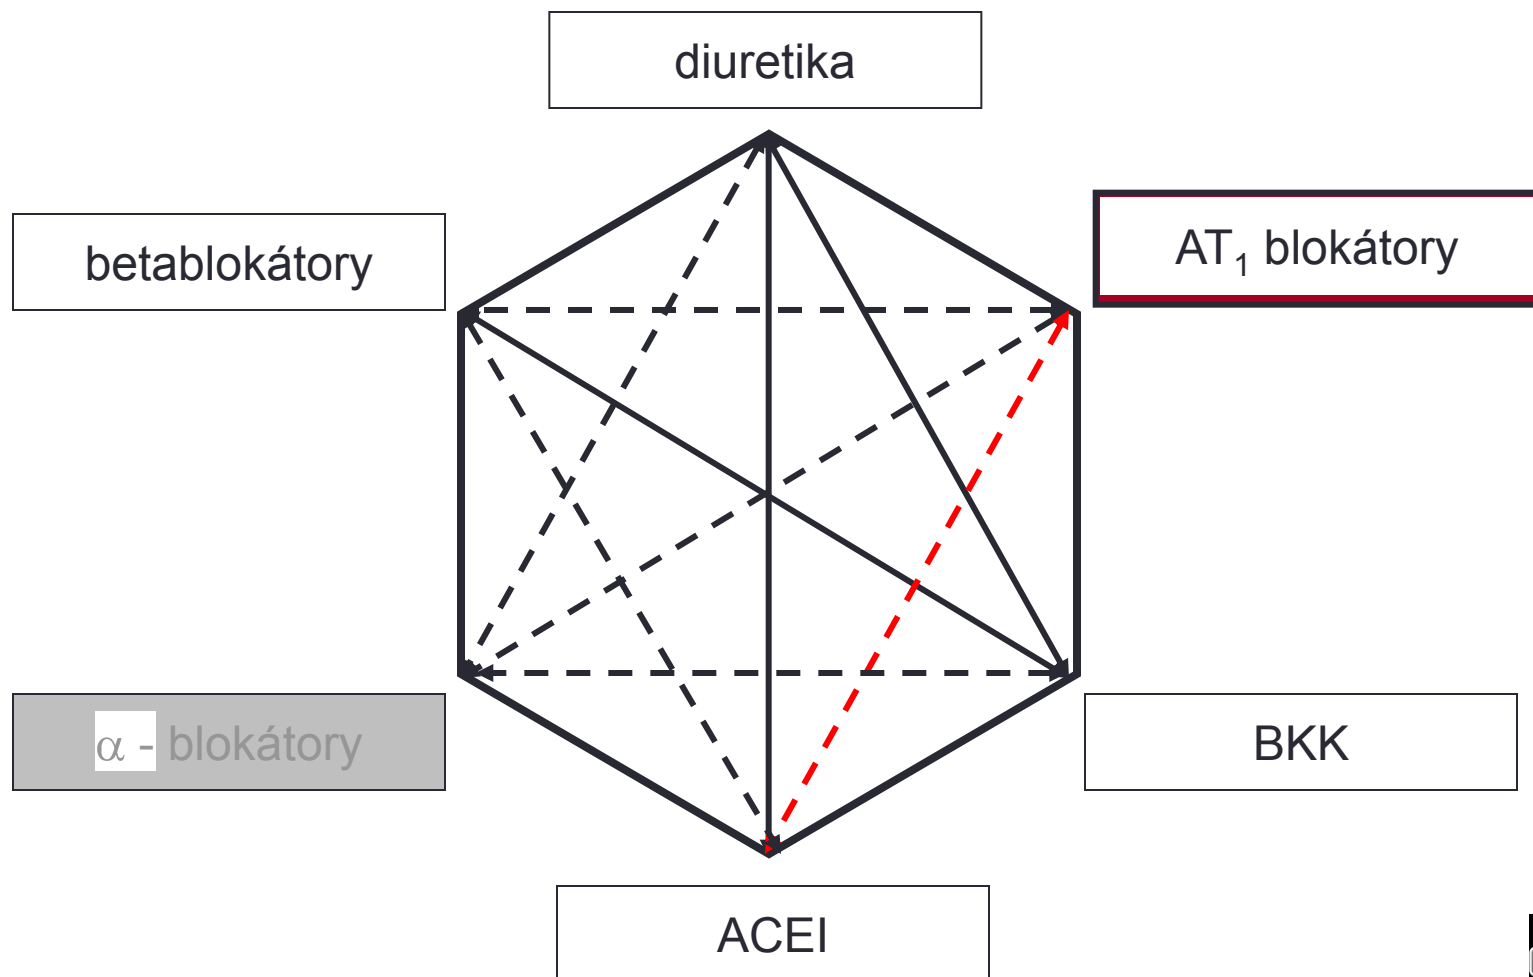 diuretika
betablokátory
AT₁ blokátory
α - blokátory
BKK
ACEI